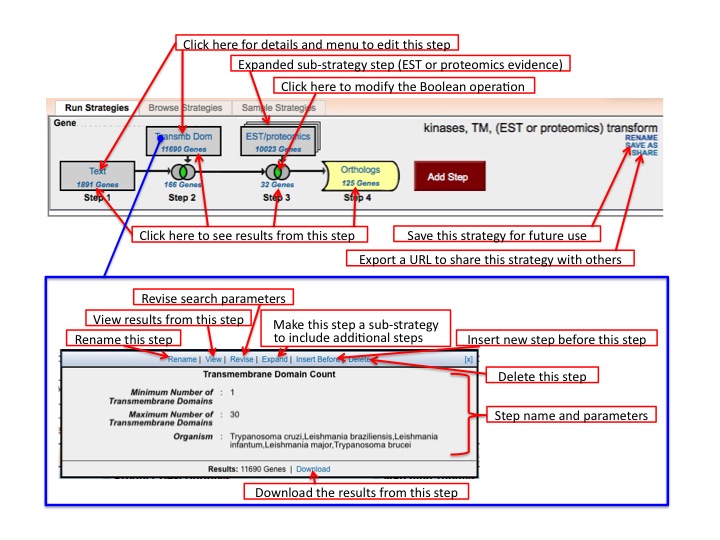 Click here for details and menu to edit this step
Expanded sub-strategy step (EST or proteomics evidence)
Click here to modify the Boolean operation
Run Strategies Browse Strategies Sample Strategies
Gene
kinases, TM, (EST or proteomics) transform
RENAME
SAVE AS
SHARE
Transmb Dom
11690 Genes
EST/proteomics
10023 Genes
Text
1891 Genes
166 Genes
32 Genes
Orthologs
125 Genes
Add Step
Step 1 Step 2 Step 3 Step 4
Click here to see results from this step
Save this strategy for future use
Export a URL to share this strategy with others
Revise search parameters
View results from this step
Rename this step
Make this step a sub-strategy
to include additional steps
Insert new step before this step
Rename | View | Revise | Expand | Insert Before | Delete [x]
Delete this step
Transmembrane Domain Count
Minimum Number of
Transmembrane Domains : 1
Maximum Number of
Transmembrane Domains : 30
Organism : Trypanosoma cruzi,Leishmania braziliensis,Leishmania
infantum,Leishmania major,Trypanosoma brucei
Step name and parameters
Results: 11690 Genes | Download
Download the results from this step